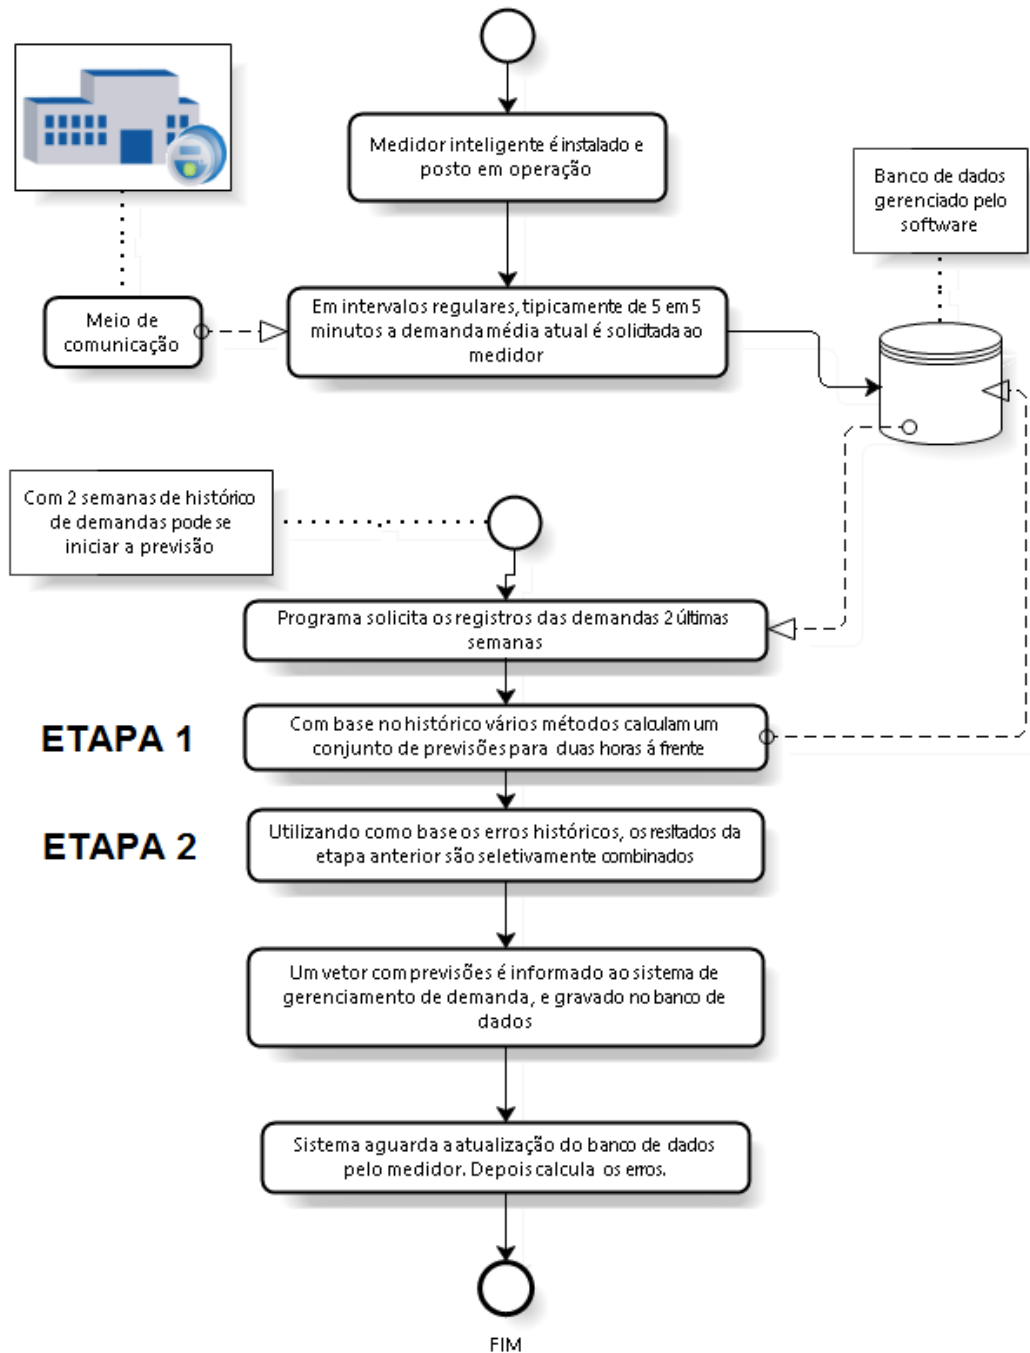 Medidor inteligente é instalado e
posto em operação
Banco de dados
gerenciado pelo
software
Meio de
comunicação
Em intervalos regulares, tipicamente de 5 em 5
minutos a demanda média atual é solicitada ao
medidor
Com 2 semanas de histórico
de demandas pode se
iniciar a previsão
Programa solicita os registros das demandas 2 últimas
semanas
ETAPA 1
Com base no histórico vários métodos calculam um
conjunto de previsões para duas horas á frente
ETAPA 2
Utilizando como base os erros históricos, os resltados da
etapa anterior são seletivamente combinados
Um vetor com previsões é informado ao sistema de
gerenciamento de demanda, e gravado no banco de
dados
Sistema aguarda a atualização do banco de dados
pelo medidor. Depois calcula os erros.
FIM